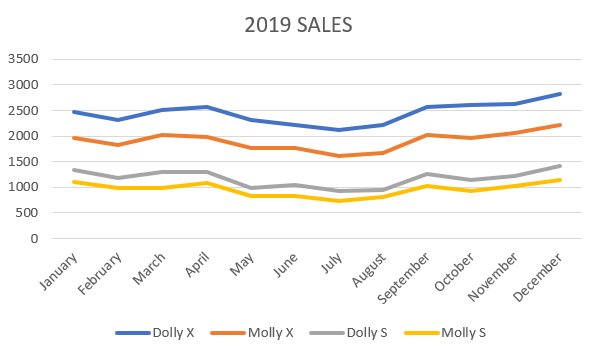 2019 SALES
3500
3000
2500
2000
1500
1000
500
0
January
February
March
April
May
June
July
August
September
October
November
December
Dolly X Molly X Dolly S Molly S